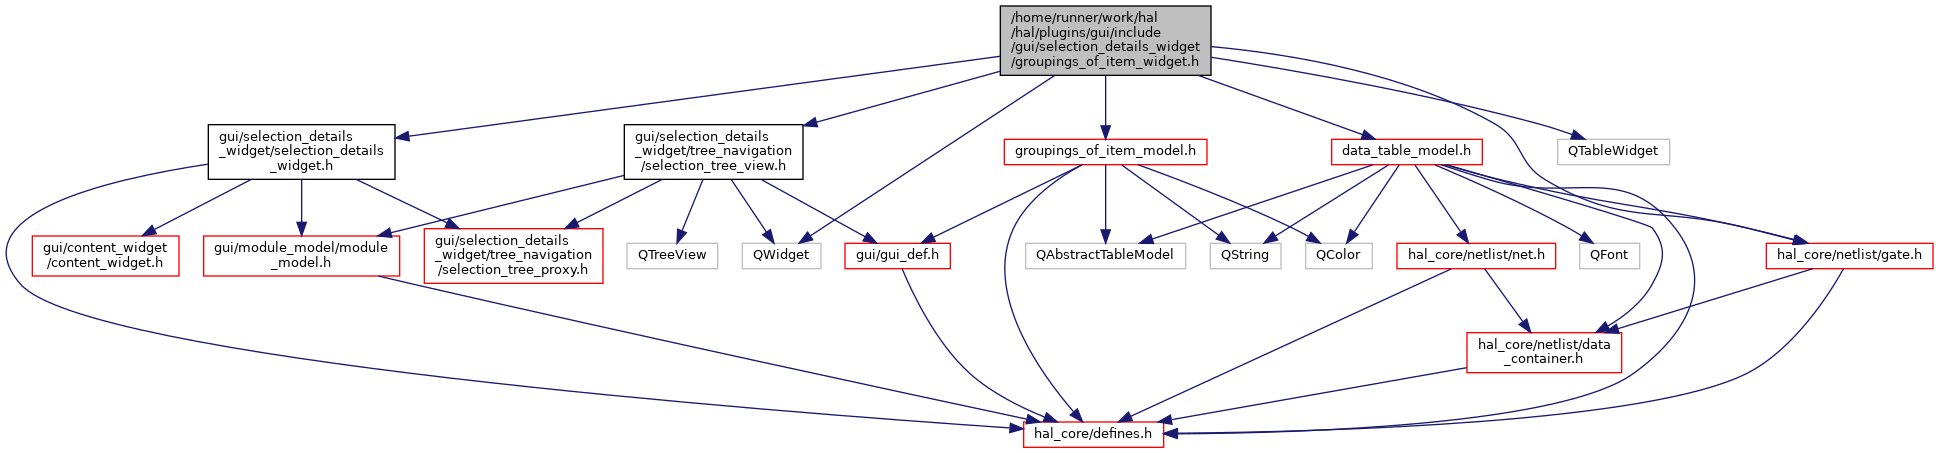 /home/runner/work/hal
/hal/plugins/gui/include
/gui/selection_details_widget
/groupings_of_item_widget.h
gui/selection_details
_widget/selection_details
_widget.h
gui/selection_details
_widget/tree_navigation
/selection_tree_view.h
groupings_of_item_model.h
data_table_model.h
QTableWidget
gui/content_widget
/content_widget.h
gui/module_model/module
_model.h
gui/selection_details
_widget/tree_navigation
/selection_tree_proxy.h
QTreeView
QWidget
gui/gui_def.h
QAbstractTableModel
QString
QColor
hal_core/netlist/net.h
QFont
hal_core/netlist/gate.h
hal_core/netlist/data
_container.h
hal_core/defines.h